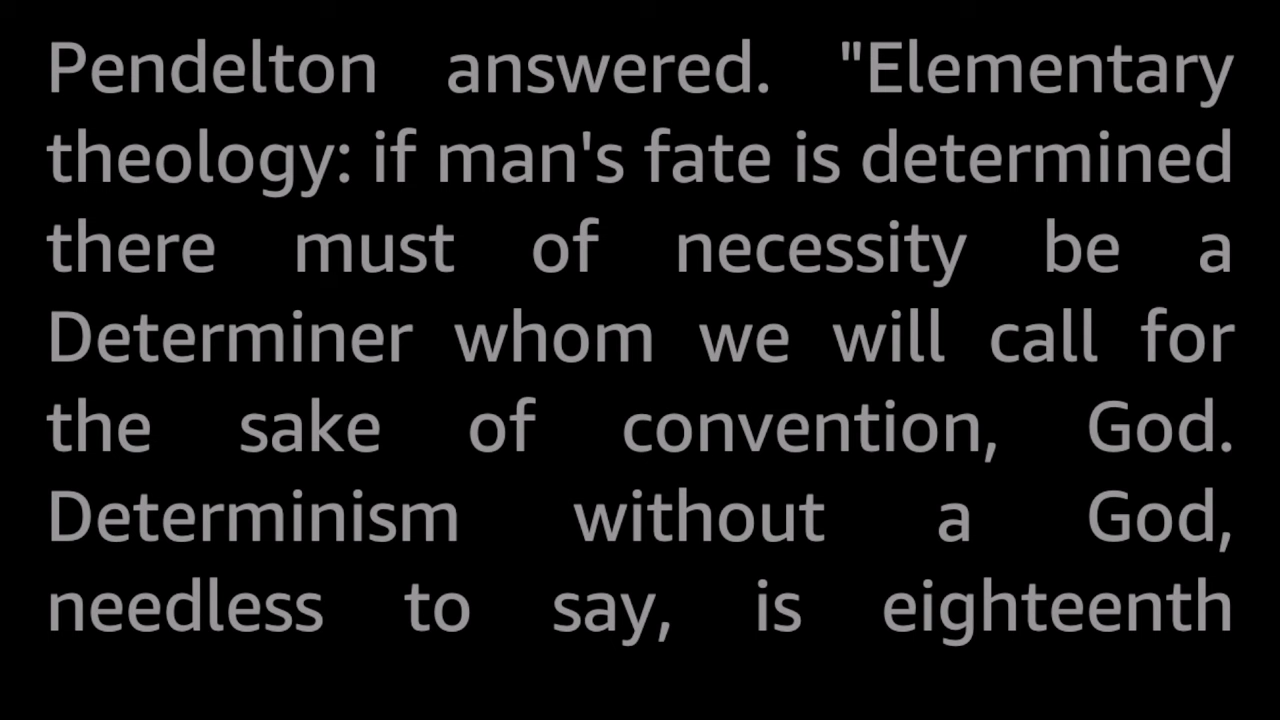 Pendelton answered. "Elementary
theology: if man's fate is determined
there must of necessity be a
Determiner whom we will call for
the sake of convention, God.
Determinism without a God,
needless to say, is eighteenth